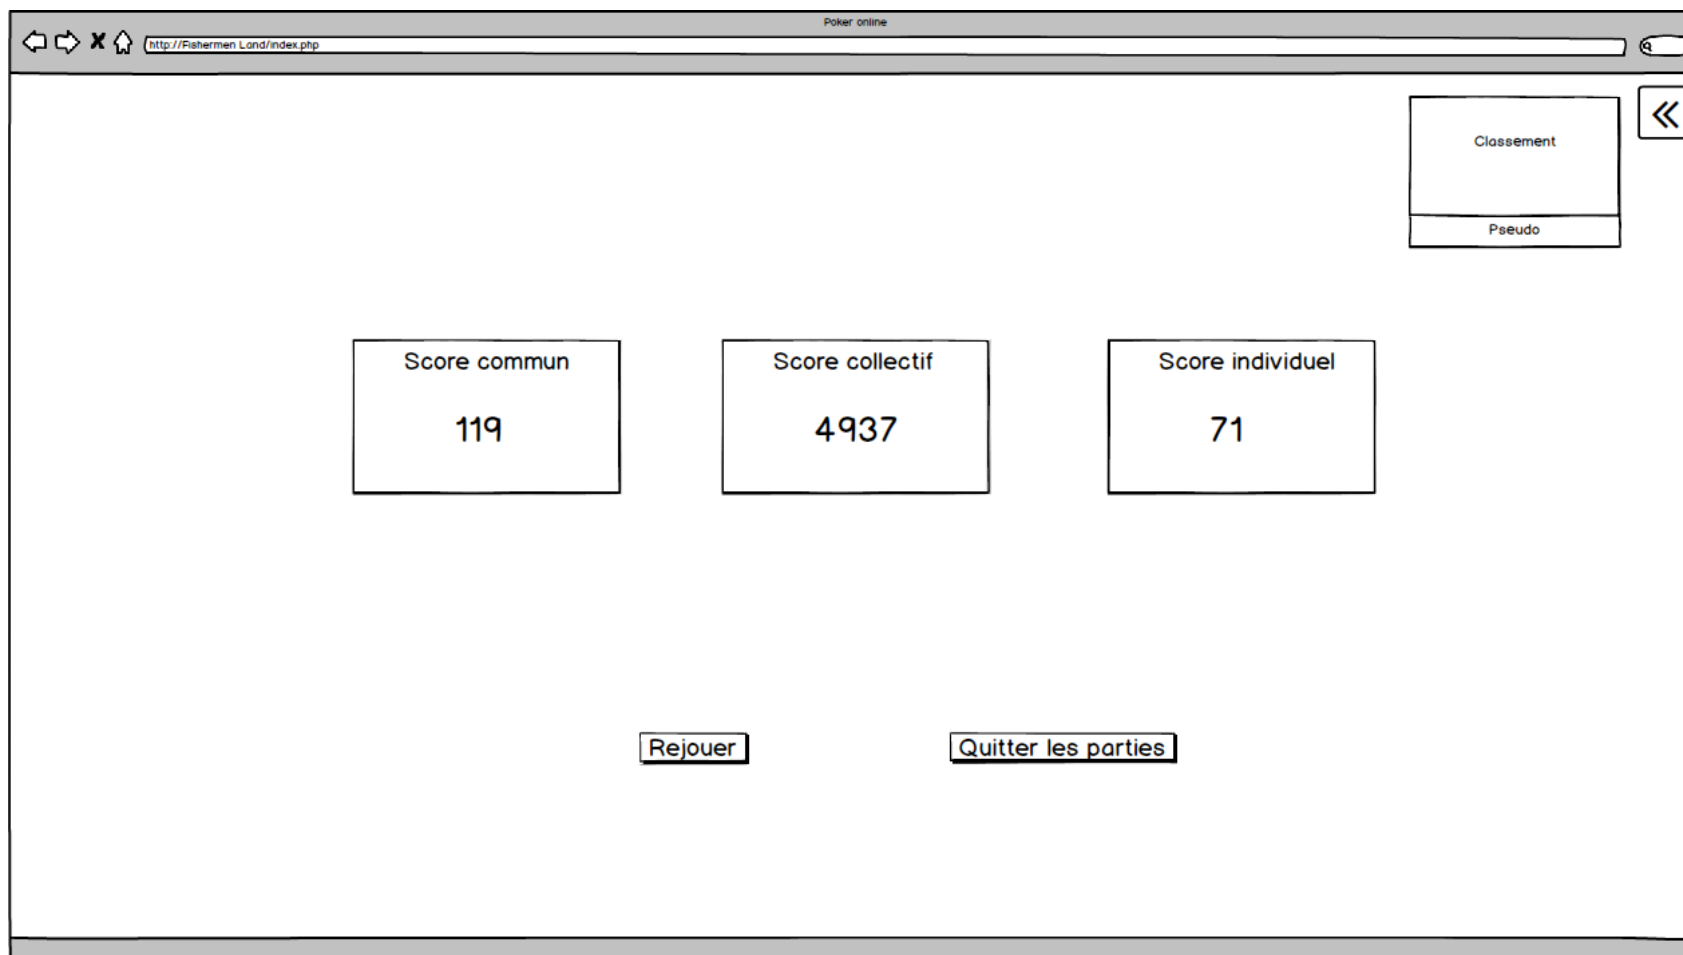 Poker online
http://Fishermen Land/index.php
Classement
Pseudo
Score commun
119
Score collectif
4937
Score individuel
71
Rejouer
Quitter les parties